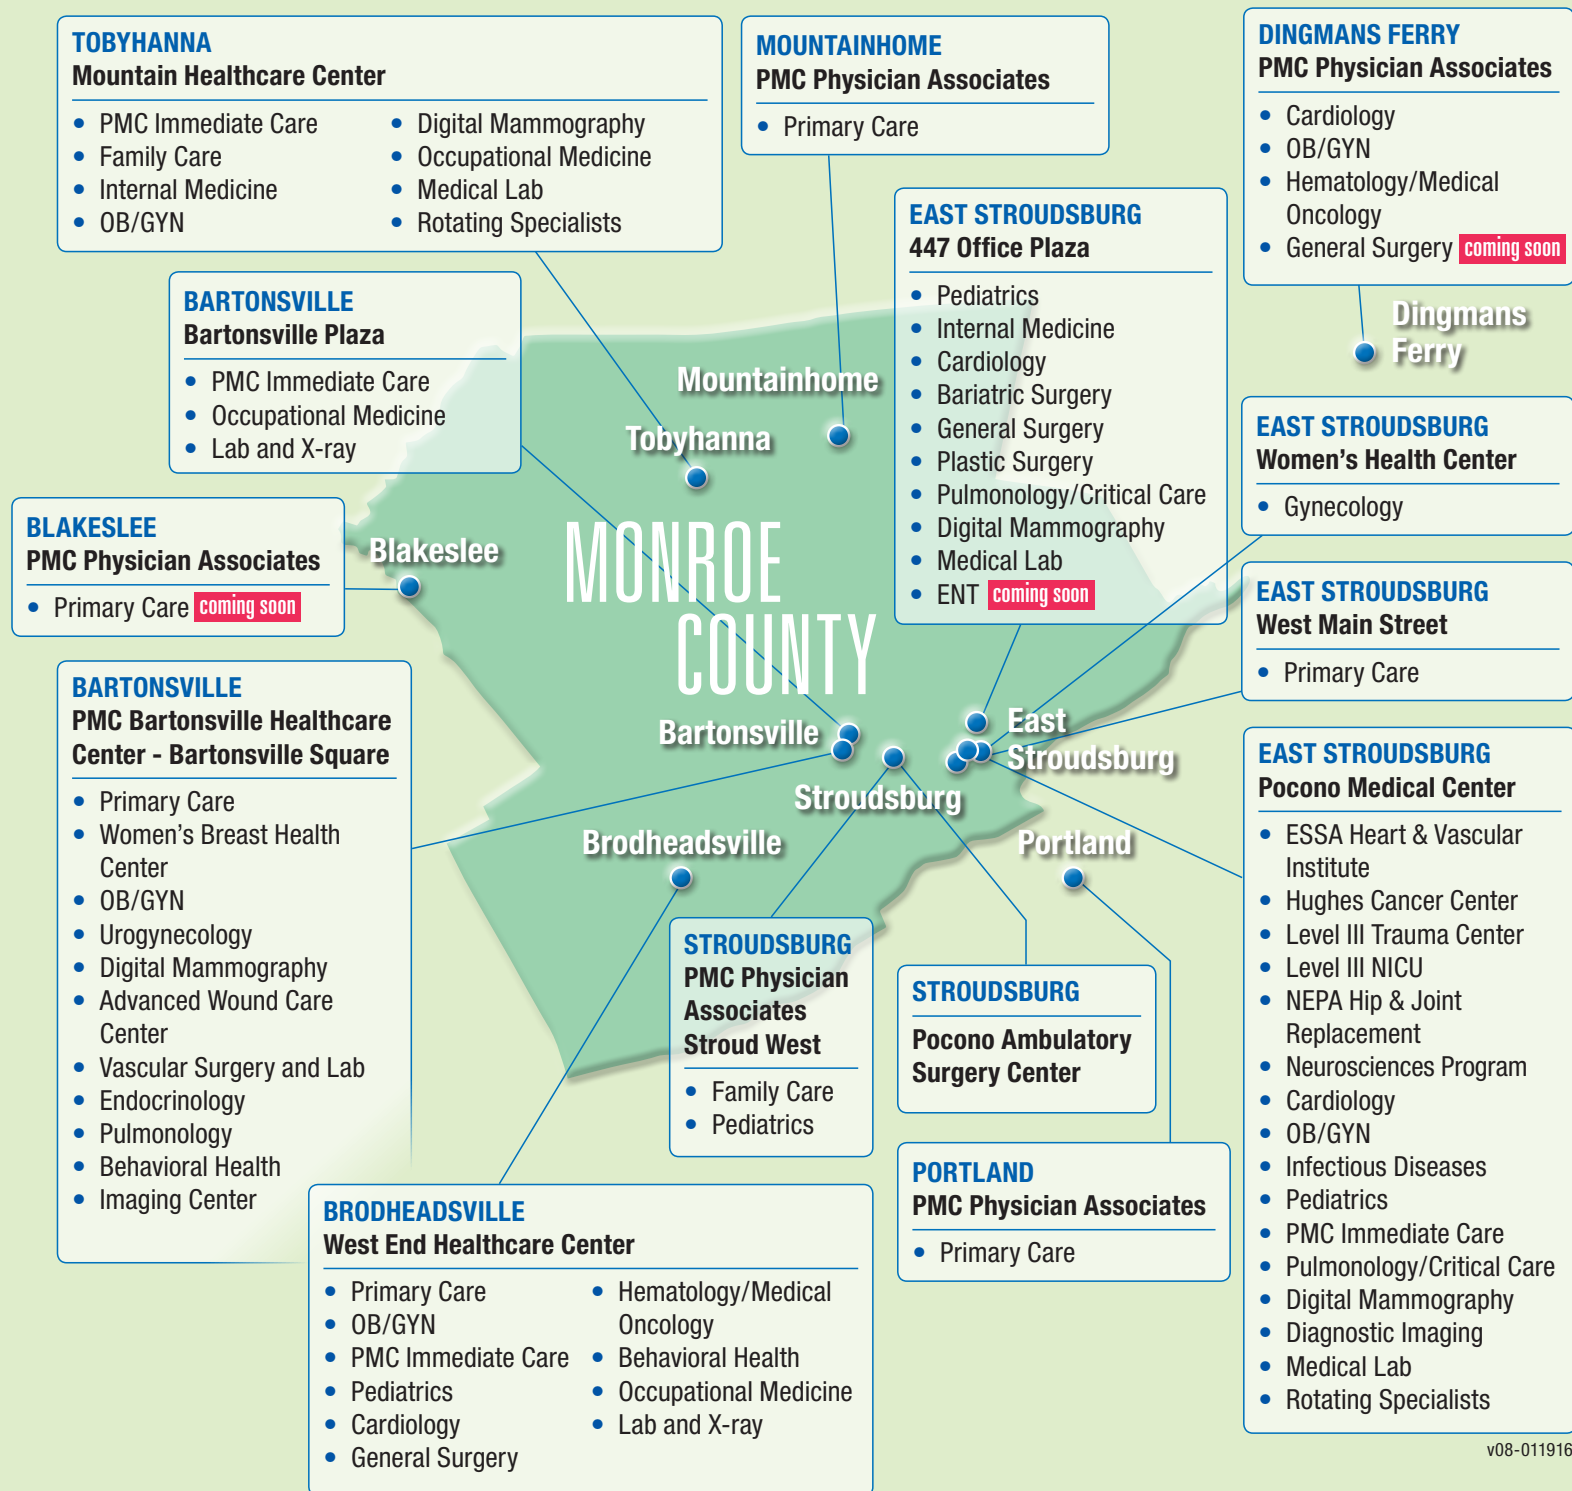 TOBYHANNA
Mountain Healthcare Center
• PMC Immediate Care
• Family Care
• Internal Medicine
• OB/GYN
• Digital Mammography
• Occupational Medicine
• Medical Lab
• Rotating Specialists
MOUNTAINHOME
PMC Physician Associates
• Primary Care
DINGMANS FERRY
PMC Physician Associates
• Cardiology
• OB/GYN
• Hematology/Medical
Oncology
• General Surgery coming soon
BARTONSVILLE
Bartonsville Plaza
• PMC Immediate Care
• Occupational Medicine
• Lab and X-ray
EAST STROUDSBURG
447 Office Plaza
• Pediatrics
• Internal Medicine
• Cardiology
• Bariatric Surgery
• General Surgery
• Plastic Surgery
• Pulmonology/Critical Care
• Digital Mammography
• Medical Lab
• ENT coming soon
Dingmans
Ferry
Mountainhome
Tobyhanna
EAST STROUDSBURG
Women's Health Center
• Gynecology
BLAKESLEE
PMC Physician Associates
• Primary Care coming soon
Blakeslee
MONROE
COUNTY
EAST STROUDSBURG
West Main Street
• Primary Care
BARTONSVILLE
PMC Bartonsville Healthcare
Center - Bartonsville Square
• Primary Care
• Women's Breast Health
Center
• OB/GYN
• Urogynecology
• Digital Mammography
• Advanced Wound Care
Center
• Vascular Surgery and Lab
• Endocrinology
• Pulmonology
• Behavioral Health
• Imaging Center
Bartonsville
East
Stroudsburg
Stroudsburg
Brodheadsville
Portland
EAST STROUDSBURG
Pocono Medical Center
• ESSA Heart & Vascular
Institute
• Hughes Cancer Center
• Level III Trauma Center
• Level III NICU
• NEPA Hip & Joint
Replacement
• Neurosciences Program
• Cardiology
• OB/GYN
• Infectious Diseases
• Pediatrics
• PMC Immediate Care
• Pulmonology/Critical Care
• Digital Mammography
• Diagnostic Imaging
• Medical Lab
• Rotating Specialists
STROUDSBURG
PMC Physician
Associates
Stroud West
• Family Care
• Pediatrics
STROUDSBURG
Pocono Ambulatory
Surgery Center
PORTLAND
PMC Physician Associates
• Primary Care
BRODHEADSVILLE
West End Healthcare Center
• Primary Care
• OB/GYN
• PMC Immediate Care
• Pediatrics
• Cardiology
• General Surgery
• Hematology/Medical
Oncology
• Behavioral Health
• Occupational Medicine
• Lab and X-ray
v08-011916